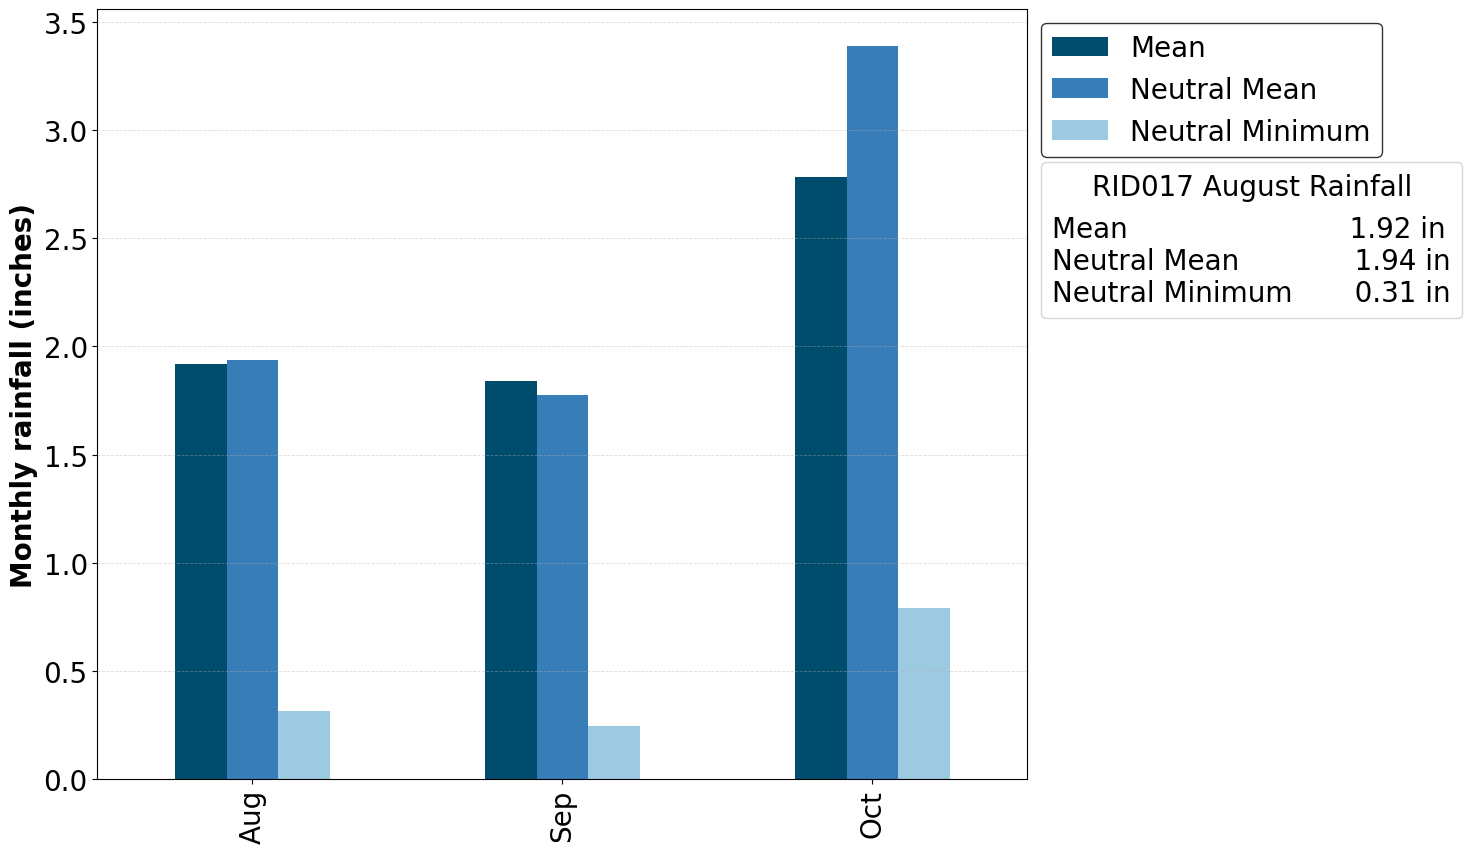 3.5
3.0
2.5
2.0
1.5
1.0
0.5
0.0
Monthly rainfall (inches)
Aug
Sep
Oct
Mean
Neutral Mean
Neutral Minimum
RID017 August Rainfall
Mean 1.92 in
Neutral Mean 1.94 in
Neutral Minimum 0.31 in